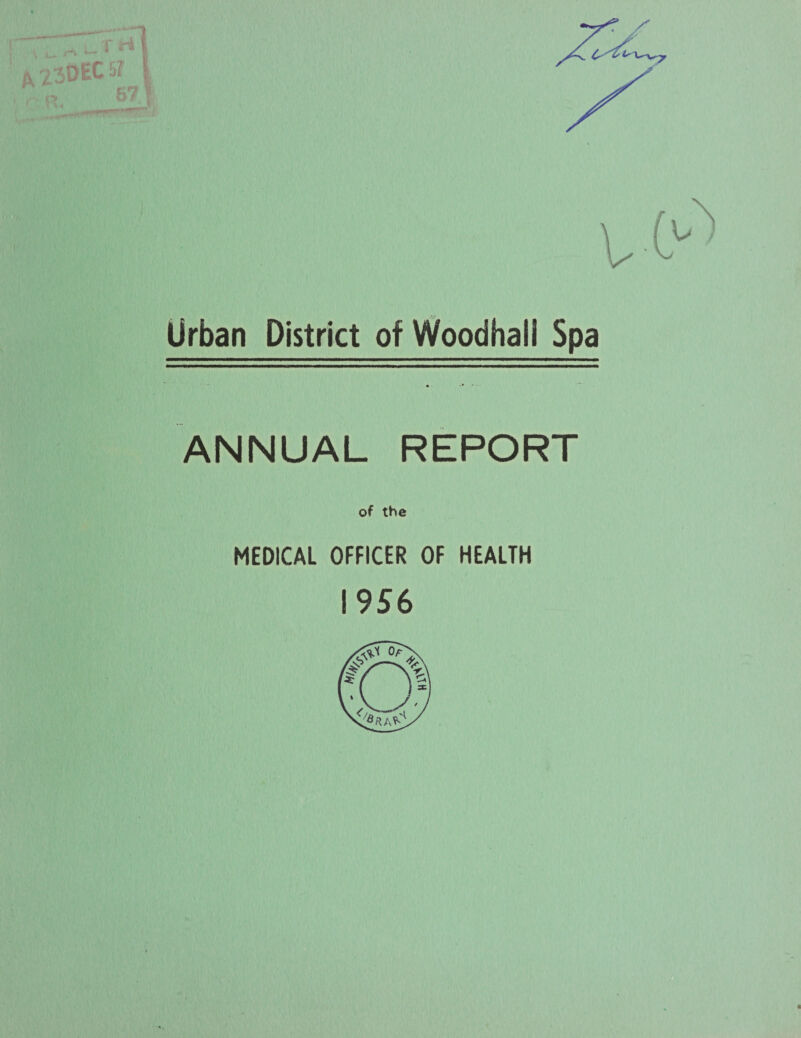 A 23 DEC 57
57
L.(L)
Urban District of Woodhall Spa
ANNUAL REPORT
of the
MEDICAL OFFICER OF HEALTH
1956
MINISTRY OF HEALTH
LIBRARY